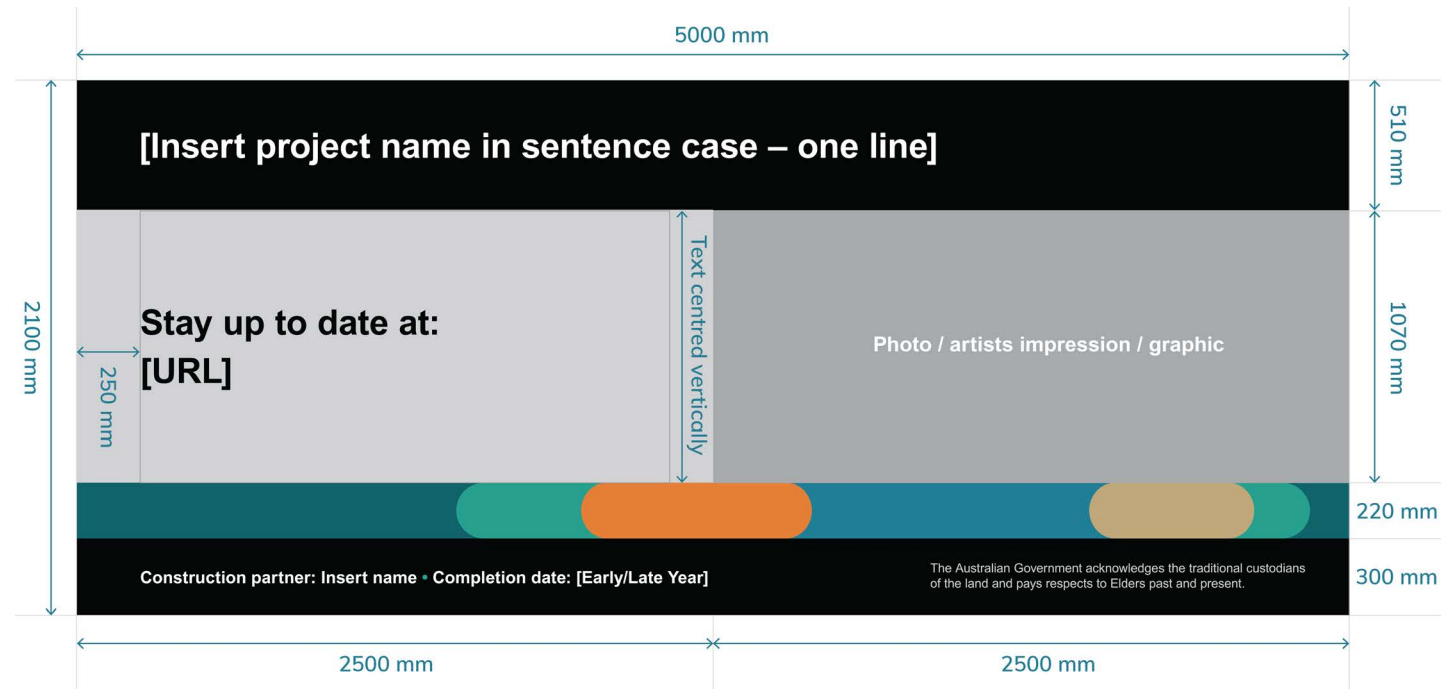 5000 mm
[Insert project name in sentence case – one line]
510 mm
2100 mm
250 mm
Stay up to date at:
[URL]
Text centred vertically
Photo / artists impression / graphic
1070 mm
220 mm
Construction partner: Insert name • Completion date: [Early/Late Year]
The Australian Government acknowledges the traditional custodians
of the land and pays respects to Elders past and present.
300 mm
2500 mm
2500 mm